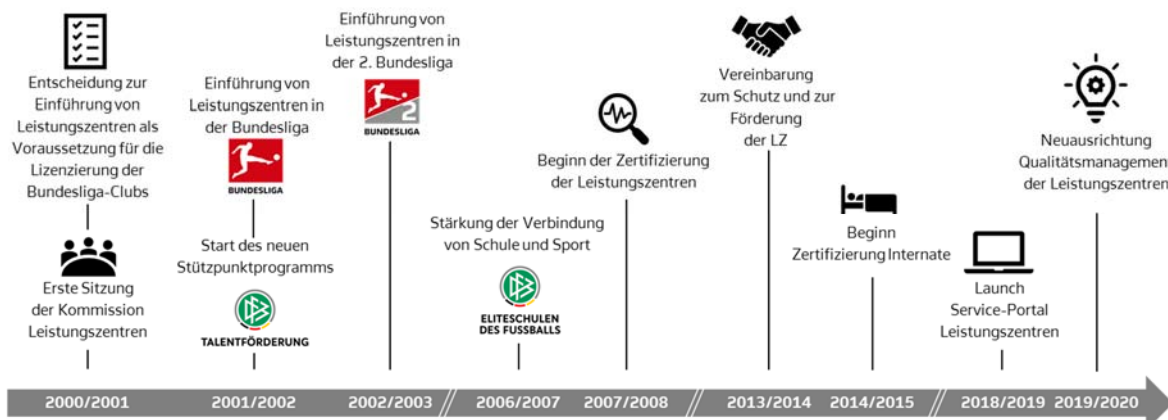 Entscheidung zur
Einführung von
Leistungszentren als
Voraussetzung für die
Lizenzierung der
Bundesliga-Clubs
Erste Sitzung
der Kommission
Leistungszentren
Einführung von
Leistungszentren in
der Bundesliga
BUNDESLIGA
Start des neuen
Stützpunktprogramms
DFB
TALENTFÖRDERUNG
Einführung von
Leistungszentren in
der 2. Bundesliga
2
BUNDESLIGA
Stärkung der Verbindung
von Schule und Sport
DFB
ELITESCHULEN
DES FUSSBALLS
Beginn der Zertifizierung
der Leistungszentren
Vereinbarung
zum Schutz und zur
Förderung
der LZ
Beginn
Zertifizierung Internate
Launch
Service-Portal
Leistungszentren
Neuausrichtung
Qualitätsmanagemen
der Leistungszentren
2000/2001
2001/2002
2002/2003
2006/2007
2007/2008
2013/2014
2014/2015
2018/2019
2019/2020